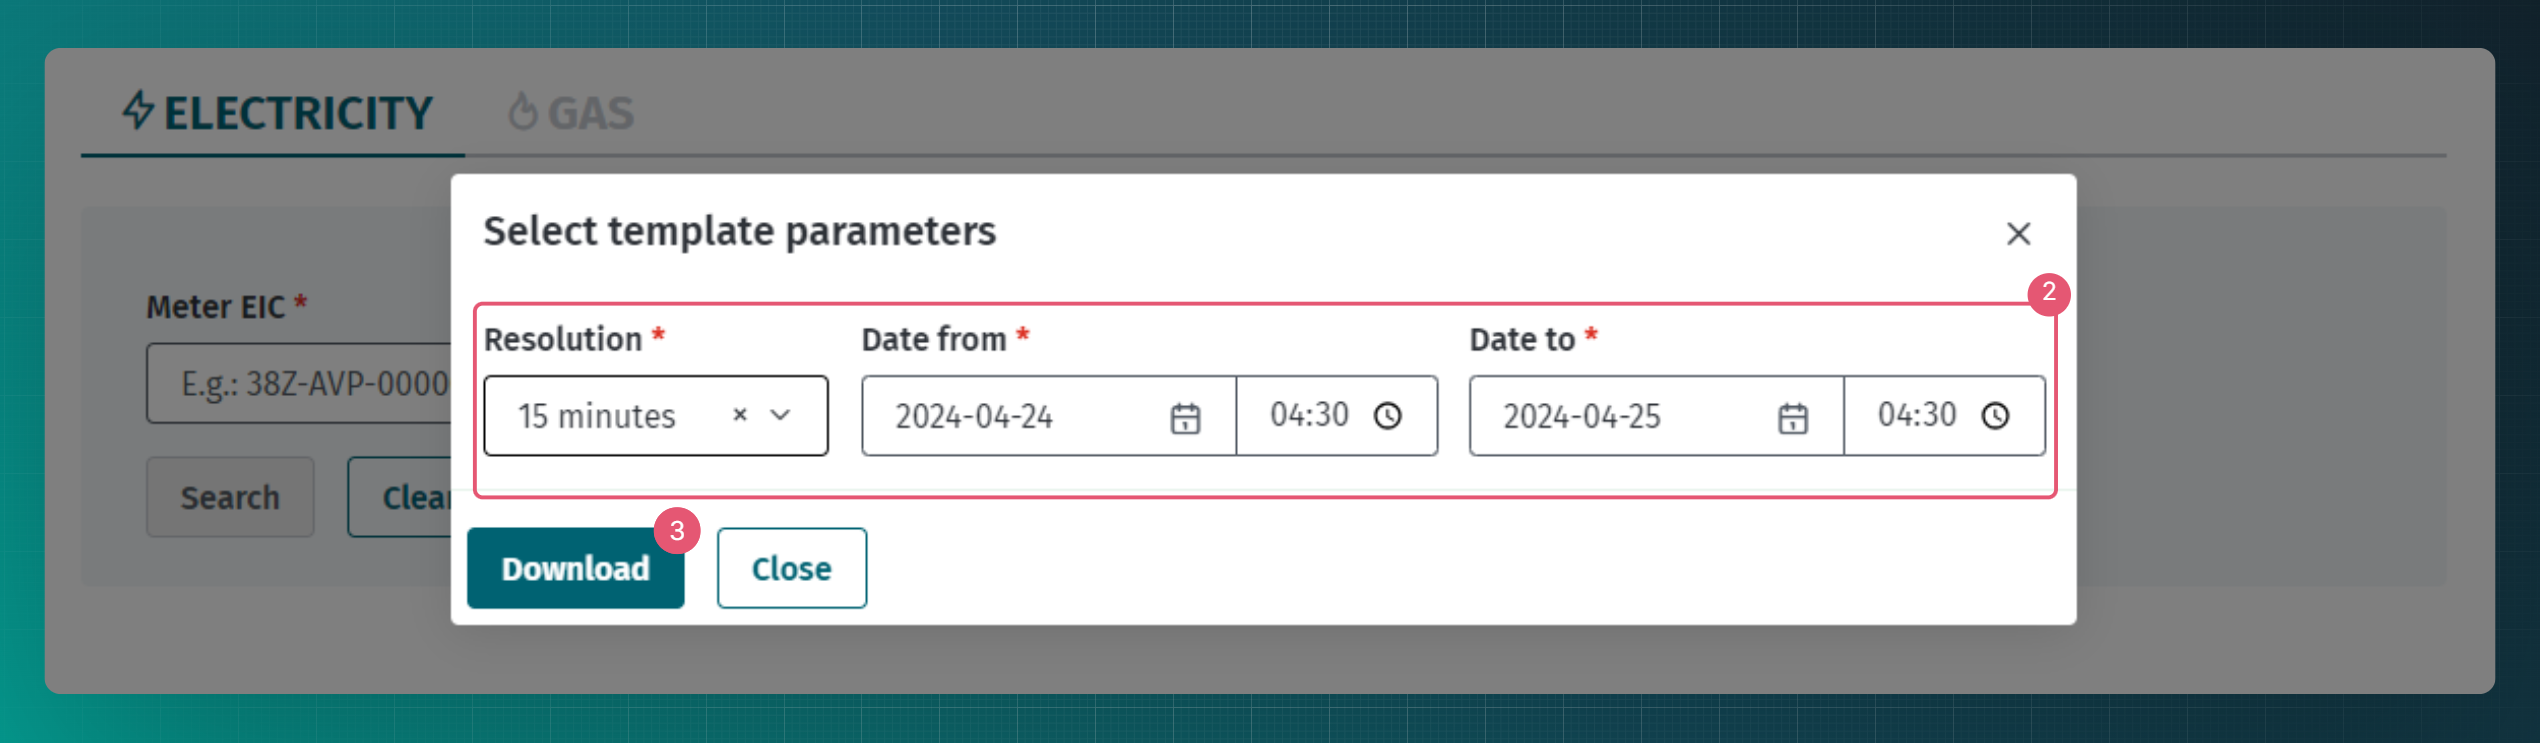 ELECTRICITY GAS
Select template parameters
2
Meter EIC *
Resolution * Date from * Date to *
E.g.: 38Z-AVP-0000
15 minutes 2024-04-24 04:30 2024-04-25 04:30
Search Clear
3
Download Close